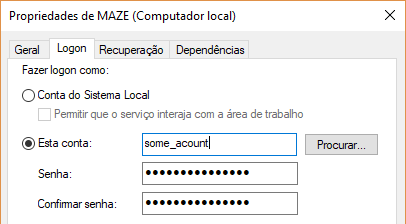 Propriedades de MAZE (Computador local)
Geral Logon Recuperação Dependências
Fazer logon como:
Conta do Sistema Local
Permitir que o serviço interaja com a área de trabalho
Esta conta: some_acount Procurar...
Senha: •••••••••••••••
Confirmar senha: •••••••••••••••